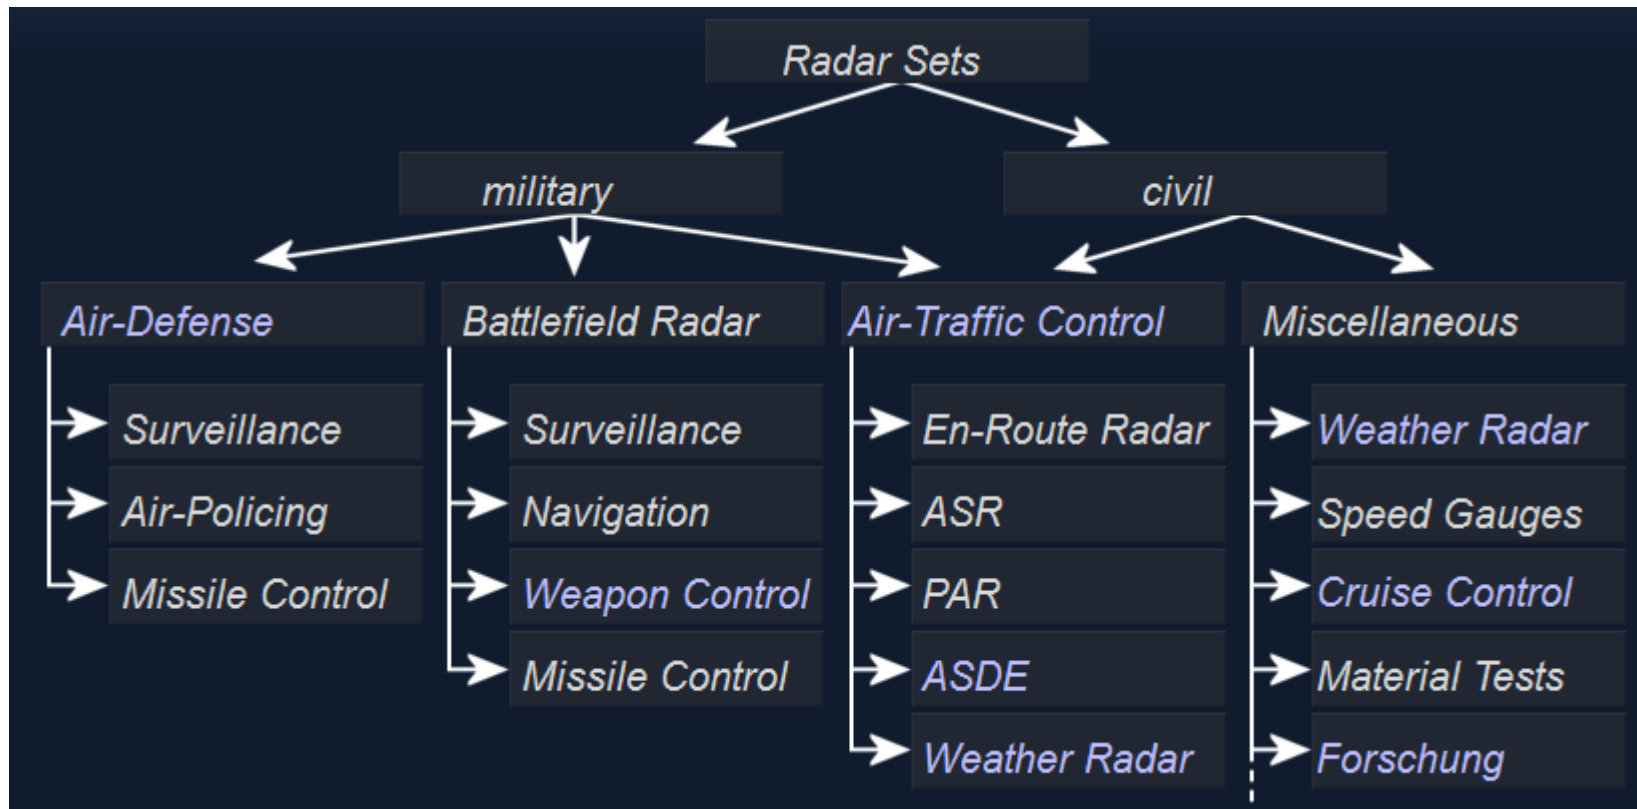 Radar Sets
military
civil
Air-Defense
Battlefield Radar
Air-Traffic Control
Miscellaneous
Surveillance
Air-Policing
Missile Control
Surveillance
Navigation
Weapon Control
Missile Control
En-Route Radar
ASR
PAR
ASDE
Weather Radar
Weather Radar
Speed Gauges
Cruise Control
Material Tests
Forschung